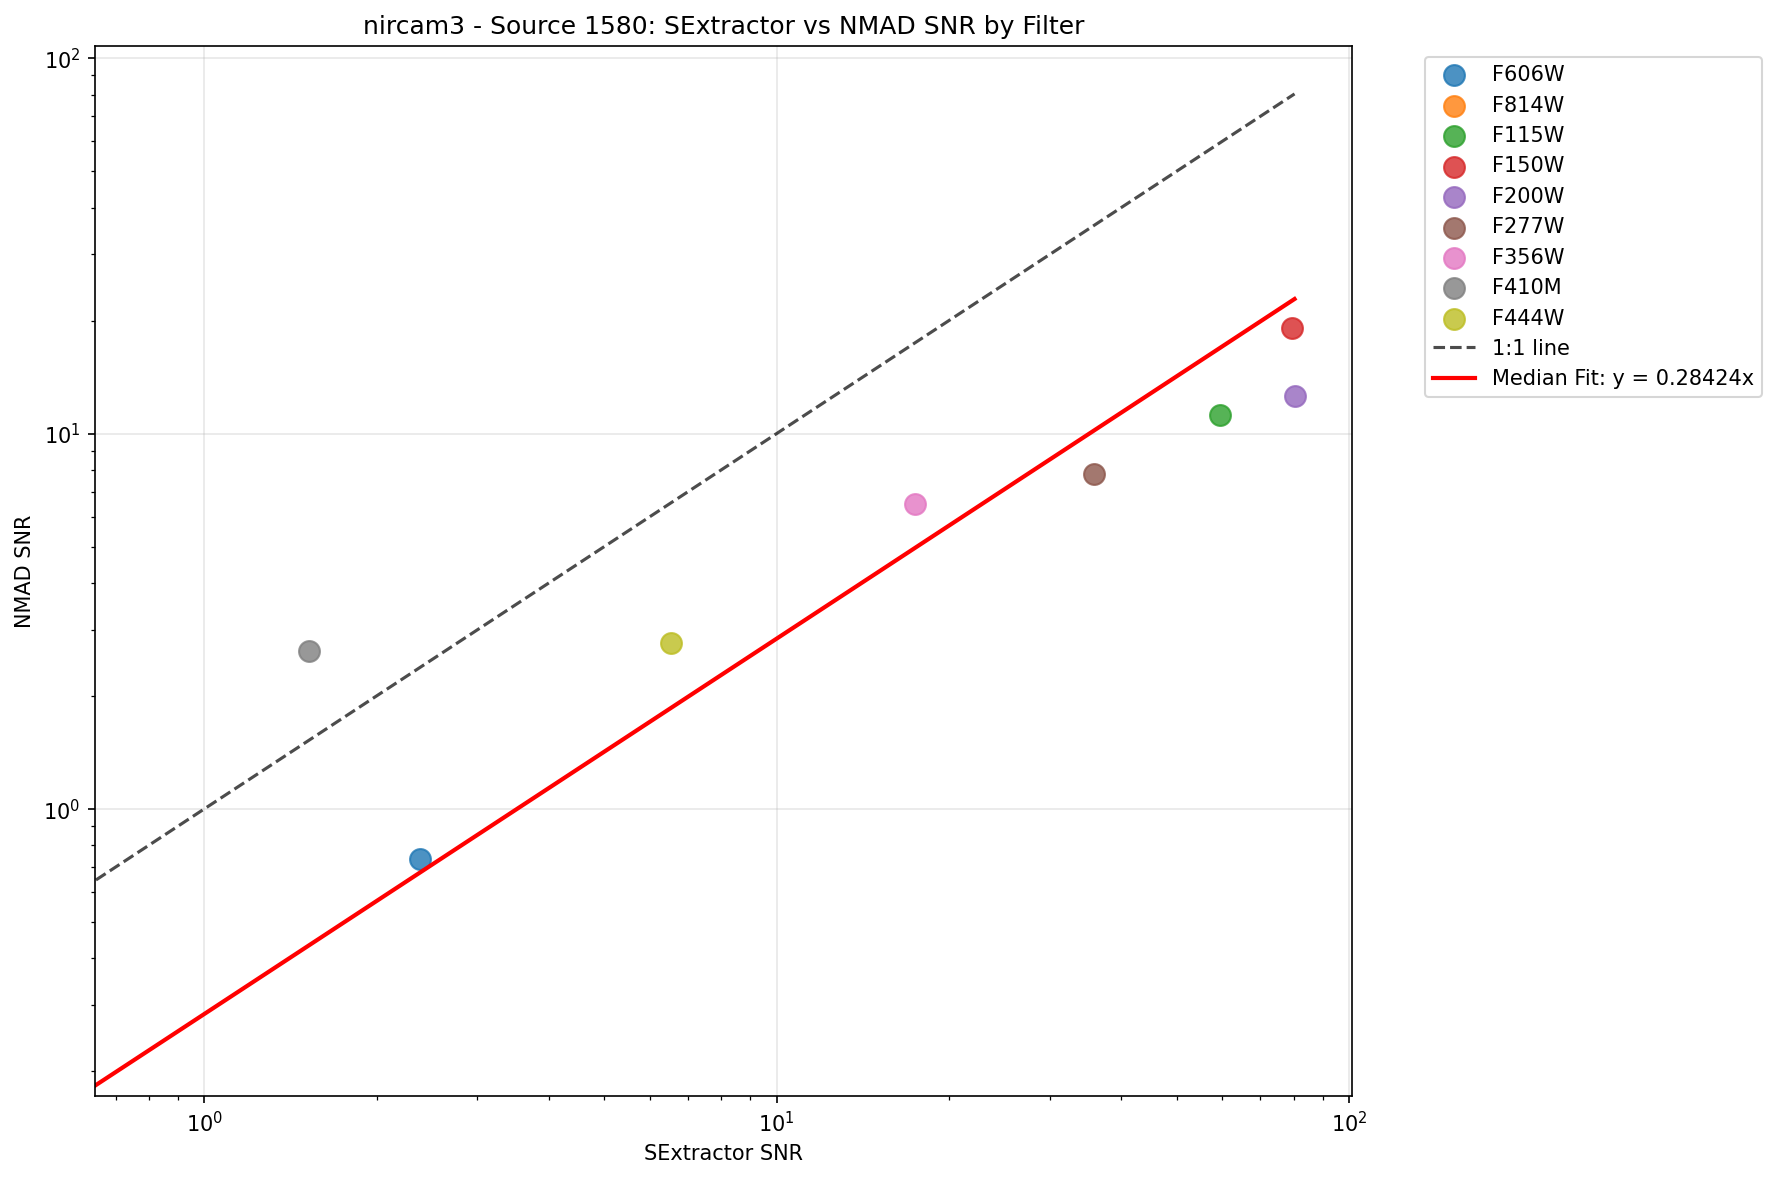 nircam3 - Source 1580: SExtractor vs NMAD SNR by Filter
10²
10¹
10⁰
NMAD SNR
10⁰
10¹
10²
SExtractor SNR
F606W
F814W
F115W
F150W
F200W
F277W
F356W
F410M
F444W
1:1 line
Median Fit: y = 0.28424x